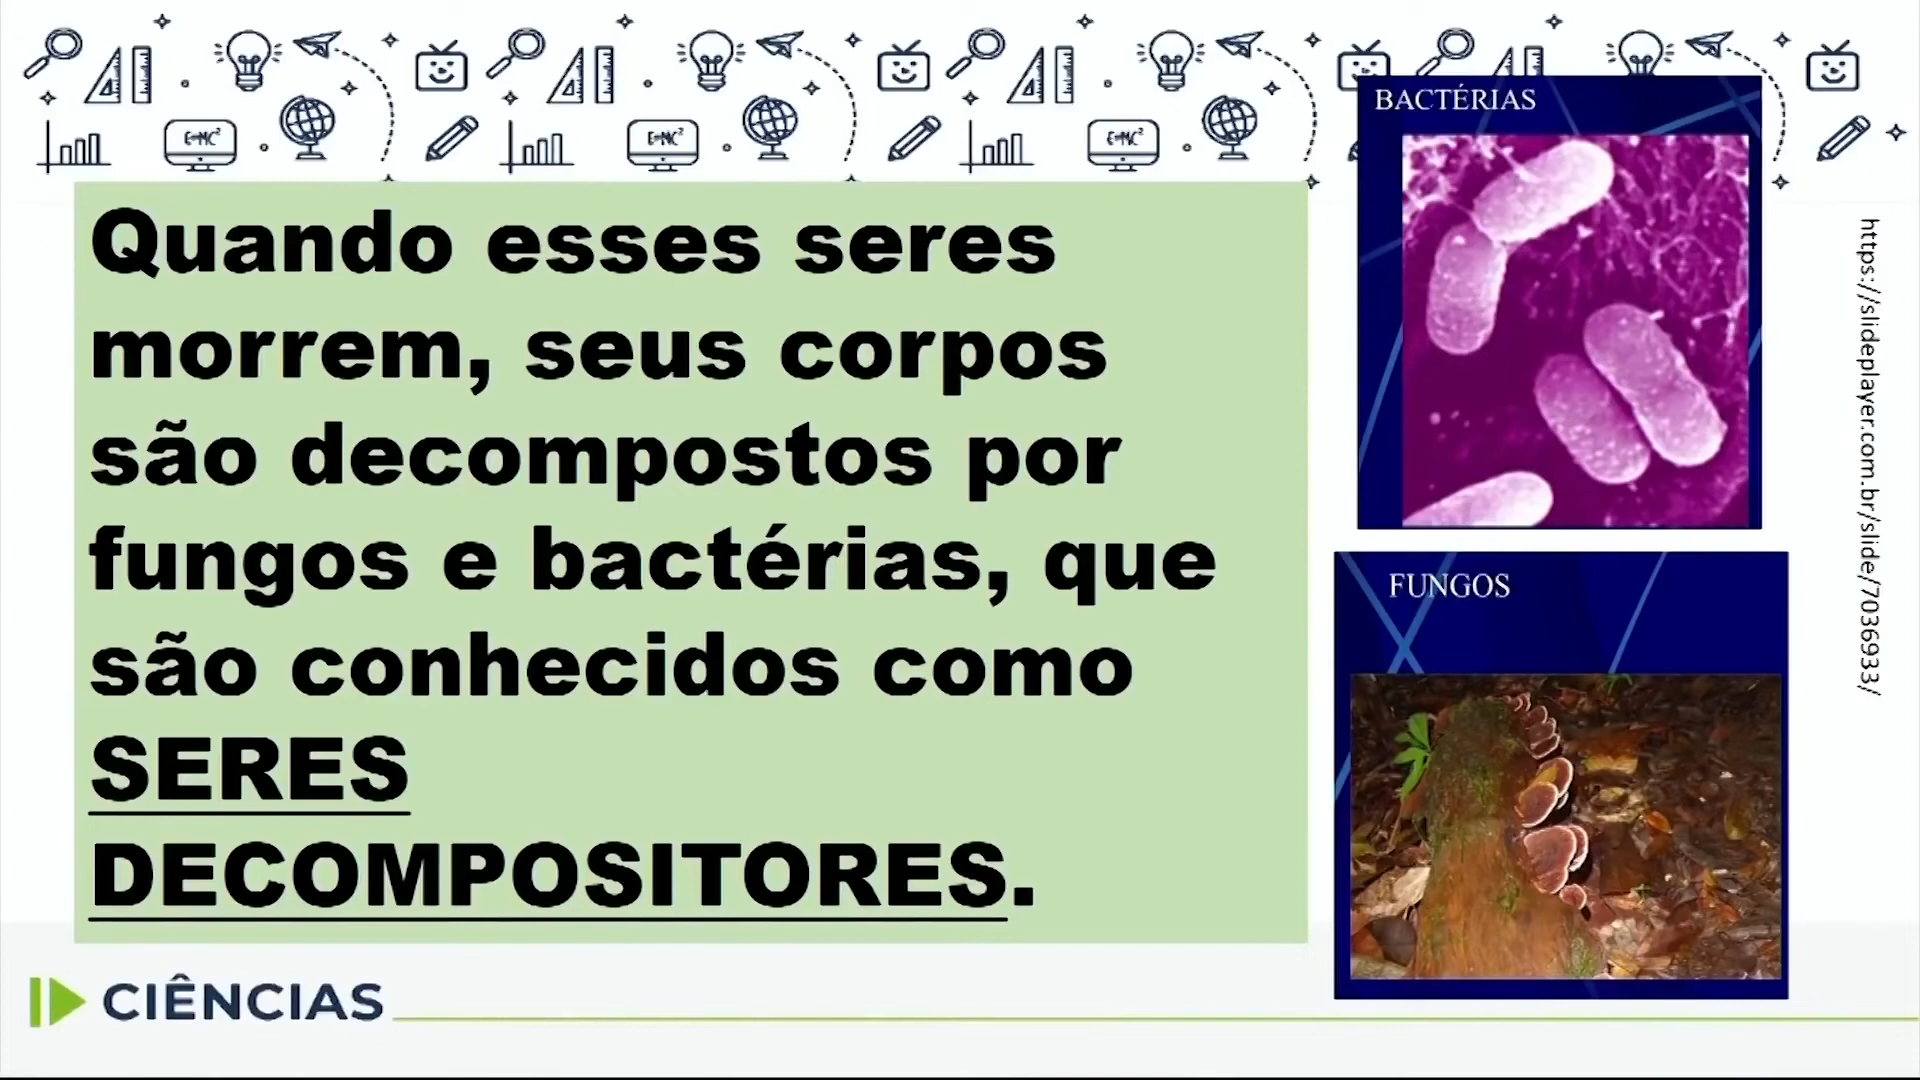 E=MC²
E=MC²
E=MC²
BACTÉRIAS
Quando esses seres
morrem, seus corpos
são decompostos por
fungos e bactérias, que
são conhecidos como
SERES
DECOMPOSITORES.
FUNGOS
https://slideplayer.com.br/slide/7036933/
CIÊNCIAS